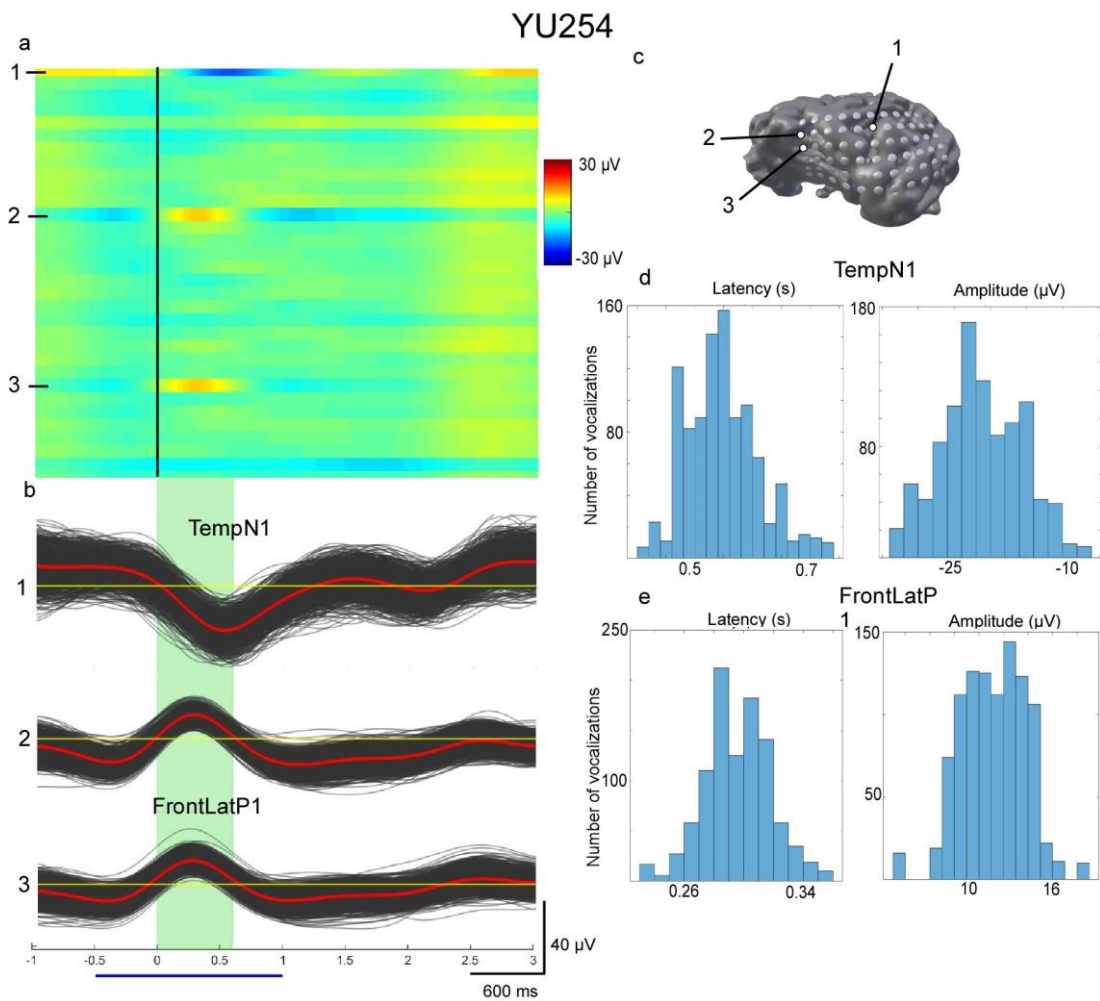 YU254
a
1
2
3
30 µV
-30 µV
b
TempN1
1
2
FrontLatP1
3
-1 -0.5 0 0.5 1 1.5 2 2.5 3
40 µV
600 ms
c
1
2
3
TempN1
d
Latency (s)
Amplitude (µV)
Number of vocalizations
160
80
0.5 0.7
180
80
-25 -10
FrontLatP
1
e
Latency (s)
Amplitude (µV)
Number of vocalizations
250
100
0.26 0.34
150
50
10 16